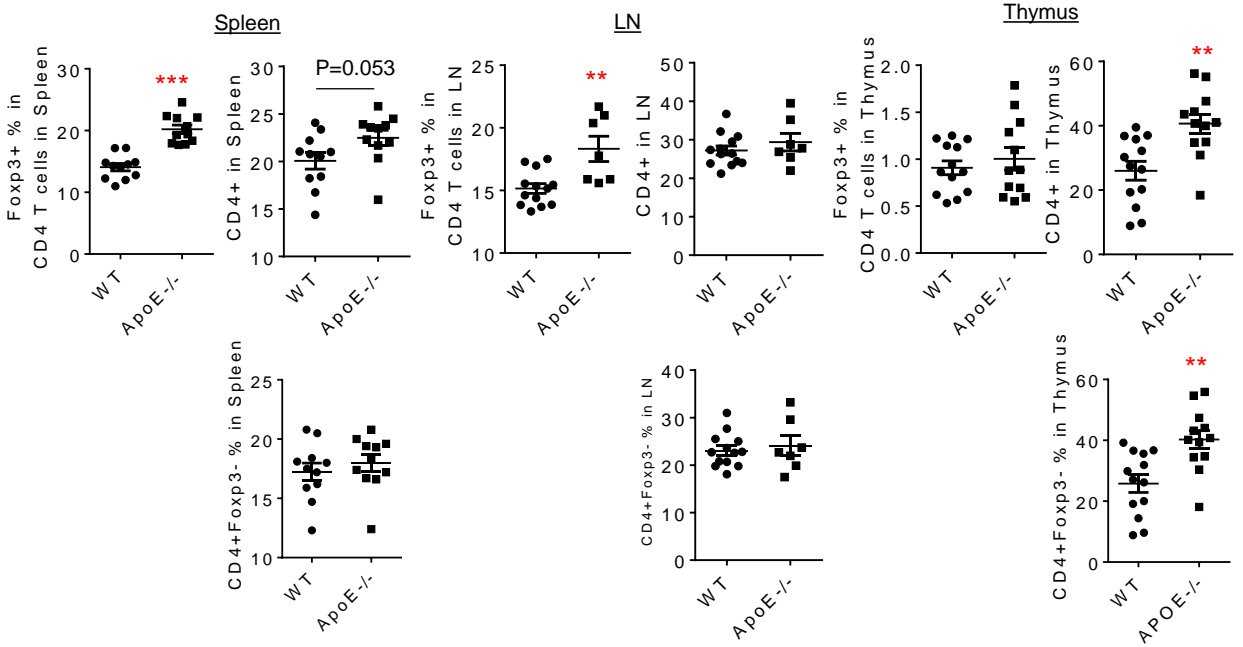 Spleen
LN
Thymus
Foxp3+ % in
CD4 T cells in Spleen
30
20
10
0
***
WT
ApoE-/-
CD4+ in Spleen
30
25
20
15
10
P=0.053
WT
ApoE-/-
Foxp3+ % in
CD4 T cells in LN
25
20
15
10
**
WT
ApoE-/-
CD4+ in LN
50
40
30
20
10
0
WT
ApoE-/-
Foxp3+ % in
CD4 T cells in Thymus
2.0
1.5
1.0
0.5
0.0
WT
ApoE-/-
CD4+ in Thymus
60
40
20
0
**
WT
ApoE-/-
CD4+Foxp3- % in Spleen
25
20
15
10
WT
ApoE-/-
CD4+Foxp3- % in LN
40
30
20
10
0
WT
ApoE-/-
CD4+Foxp3- % in Thymus
60
40
20
0
**
WT
APOE-/-